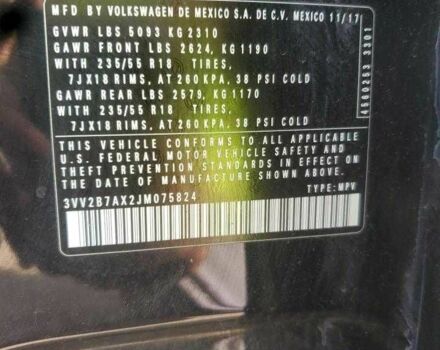 MFD BY VOLKSWAGEN DE MEXICO S.A. DE C.V. MEXICO 11/17
GVWR LBS 5093 KG 2310
GAWR FRONT LBS 2624, KG 1190
WITH 235/55 R18 TIRES,
7JX18 RIMS, AT 260 KPA, 38 PSI COLD
GAWR REAR LBS 2579, KG 1170
WITH 235/55 R18 TIRES,
7JX18 RIMS, AT 260 KPA, 38 PSI COLD
THIS VEHICLE CONFORMS TO ALL APPLICABLE
U.S. FEDERAL MOTOR VEHICLE SAFETY AND
THEFT PREVENTION STANDARDS IN EFFECT ON
THE DATE OF MANUFACTURE SHOWN ABOVE.
3VV2B7AX2JM075824 TYPE: MPV
4560263 3301